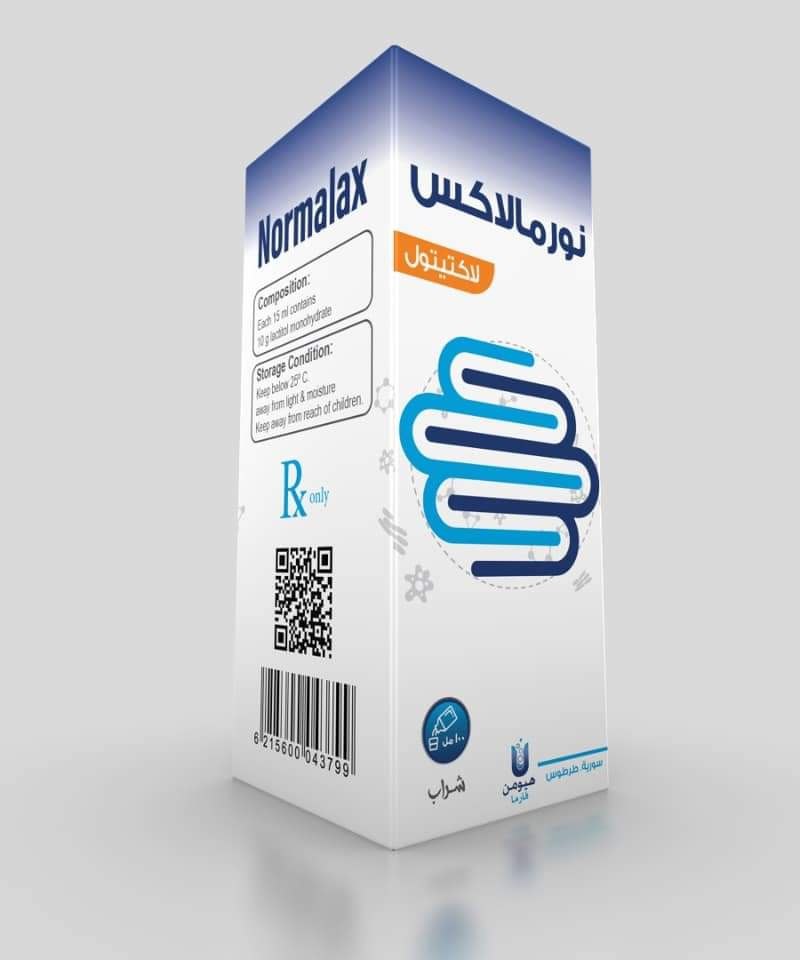 Normalax
Composition:
Each 15 ml contains
10 g lactitol monohydrate
Storage Condition:
Keep below 25º C.
away from light & moisture
Keep away from reach of children.
Rx only
6 215600 043799
نورمالاكس
لاكتيتول
١٠٠ مل
شراب
هيومن
فارما
سورية. طرطوس